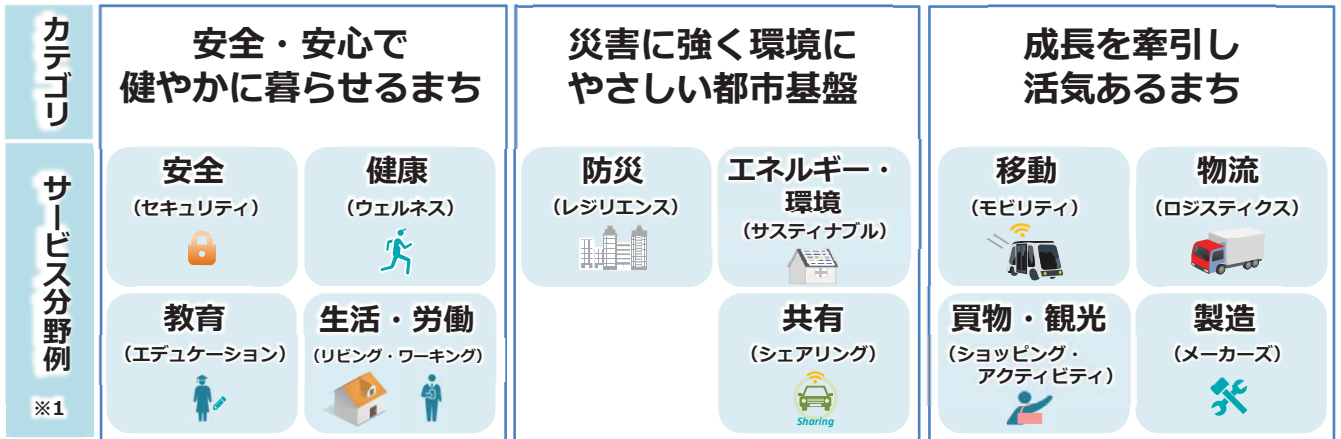 カテゴリ
安全・安心で
健やかに暮らせるまち
災害に強く環境に
やさしい都市基盤
成長を牽引し
活気あるまち
サービス分野例
※1
安全
(セキュリティ)
健康
(ウェルネス)
教育
(エデュケーション)
生活・労働
(リビング・ワーキング)
防災
(レジリエンス)
エネルギー・
環境
(サスティナブル)
共有
(シェアリング)
Sharing
移動
(モビリティ)
物流
(ロジスティクス)
買物・観光
(ショッピング・
アクティビティ)
製造
(メーカーズ)